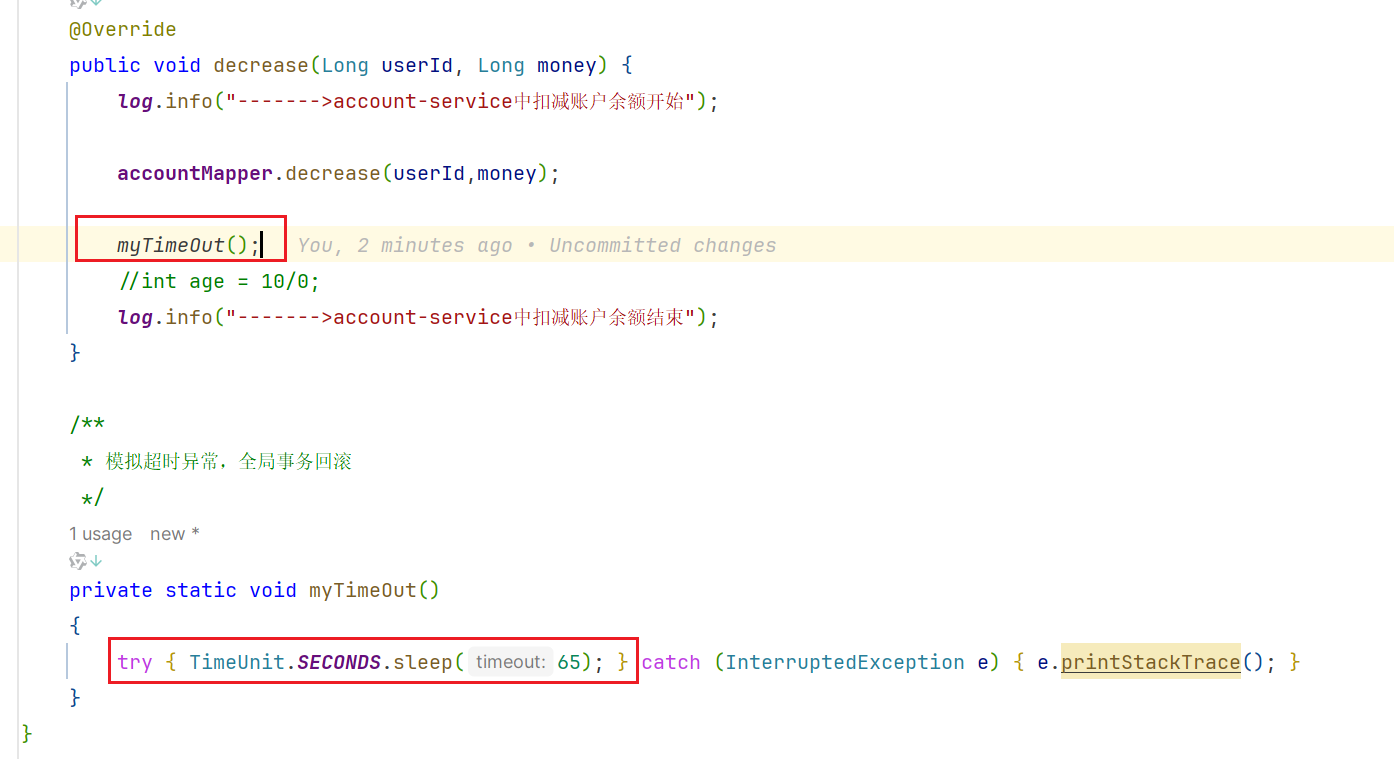 @Override
public void decrease(Long userId, Long money) {
log.info("------->account-service中扣减账户余额开始");
accountMapper.decrease(userId,money);
myTimeOut(); You, 2 minutes ago • Uncommitted changes
//int age = 10/0;
log.info("------->account-service中扣减账户余额结束");
}
/**
* 模拟超时异常，全局事务回滚
*/
1 usage new *
private static void myTimeOut()
{
try { TimeUnit.SECONDS.sleep( timeout: 65); } catch (InterruptedException e) { e.printStackTrace(); }
}
}